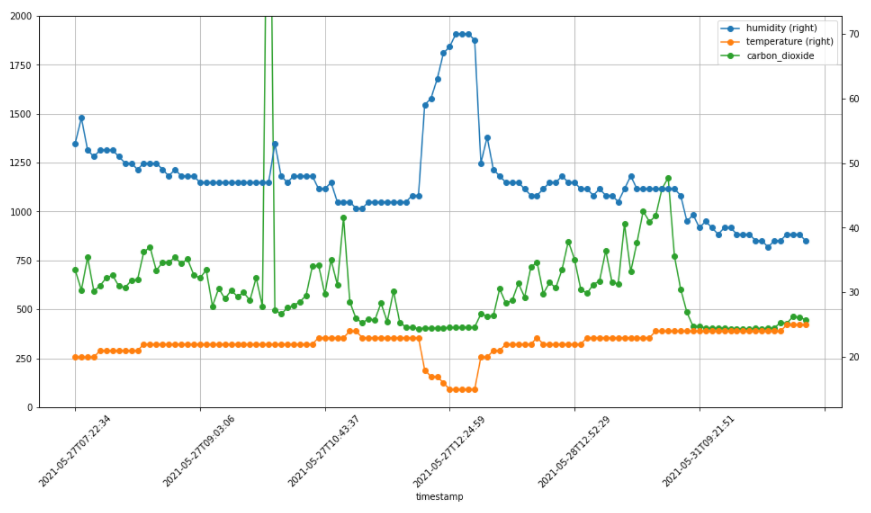 2000
1750
1500
1250
1000
750
500
250
0
70
60
50
40
30
20
humidity (right)
temperature (right)
carbon_dioxide
2021-05-27T07:22:34
2021-05-27T09:03:06
2021-05-27T10:43:37
2021-05-27T12:24:59
2021-05-28T12:52:29
2021-05-31T09:21:51
timestamp